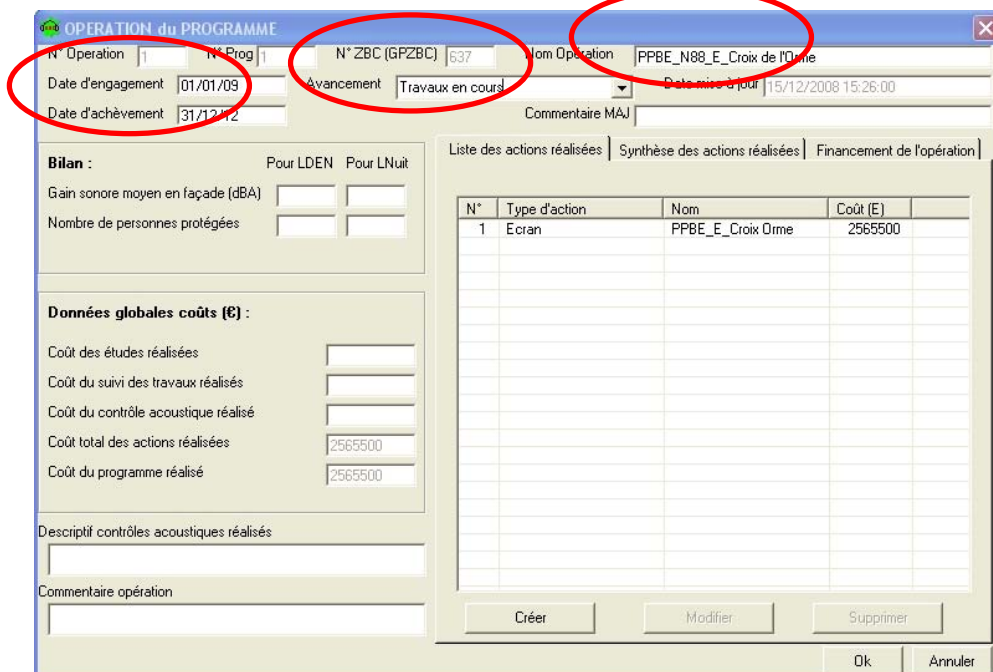 OPERATION du PROGRAMME
N° Operation 1 N° Prog 1 N° ZBC (GPZBC) 637 Nom Opération PPBE_N88_E_Croix de l'Orme
Date d'engagement 01/01/09 Avancement Travaux en cours Date mise à jour 15/12/2008 15:26:00
Date d'achèvement 31/12/12 Commentaire MAJ
Bilan : Pour LDEN Pour LNuit
Gain sonore moyen en façade (dBA)
Nombre de personnes protégées
Données globales coûts (€) :
Coût des études réalisées
Coût du suivi des travaux réalisés
Coût du contrôle acoustique réalisé
Coût total des actions réalisées 2565500
Coût du programme réalisé 2565500
Descriptif contrôles acoustiques réalisés
Commentaire opération
Liste des actions réalisées Synthèse des actions réalisées Financement de l'opération
N° Type d'action Nom Coût (E)
1 Ecran PPBE_E_Croix Orme 2565500
Créer Modifier Supprimer
Ok Annuler